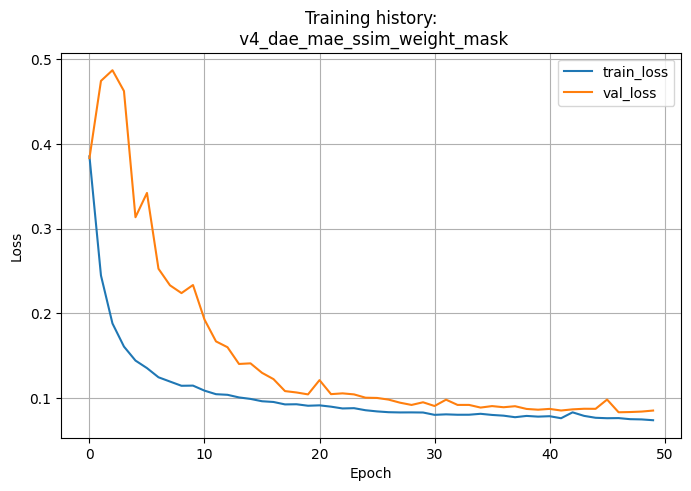 Training history:
v4_dae_mae_ssim_weight_mask
train_loss
val_loss
0.5
0.4
0.3
0.2
0.1
Loss
0
10
20
30
40
50
Epoch